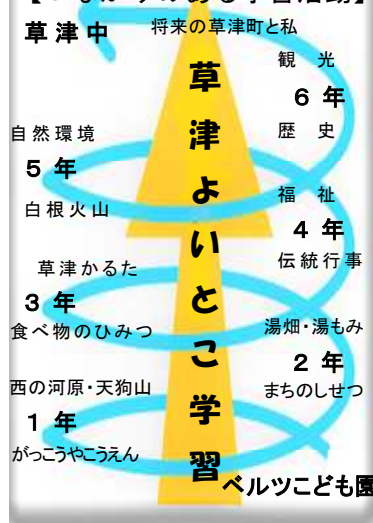 草津中
将来の草津町と私
観光
6年
歴史
自然環境
5年
白根火山
福祉
4年
伝統行事
草津かるた
3年
食べ物のひみつ
湯畑・湯もみ
2年
まちのしせつ
西の河原・天狗山
1年
がっこうやこうえん
ベルツこども園
草津よいとこ学習